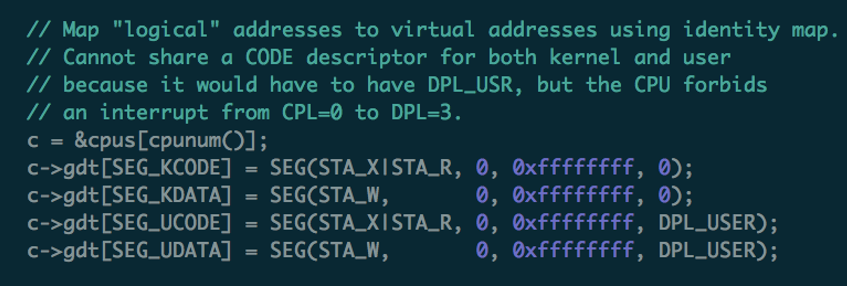 // Map "logical" addresses to virtual addresses using identity map.
// Cannot share a CODE descriptor for both kernel and user
// because it would have to have DPL_USR, but the CPU forbids
// an interrupt from CPL=0 to DPL=3.
c = &cpus[cpunum()];
c->gdt[SEG_KCODE] = SEG(STA_X|STA_R, 0, 0xffffffff, 0);
c->gdt[SEG_KDATA] = SEG(STA_W,       0, 0xffffffff, 0);
c->gdt[SEG_UCODE] = SEG(STA_X|STA_R, 0, 0xffffffff, DPL_USER);
c->gdt[SEG_UDATA] = SEG(STA_W,       0, 0xffffffff, DPL_USER);